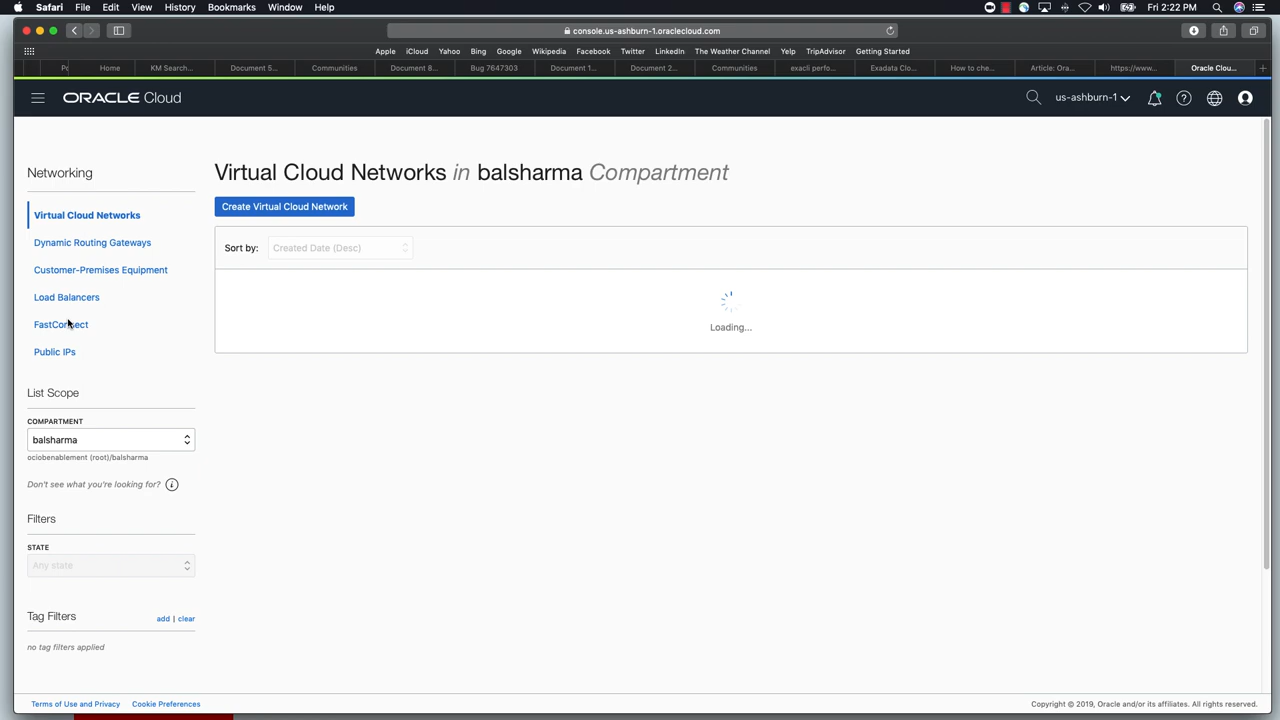 Safari File Edit View History Bookmarks Window Help Fri 2:22 PM
console.us-ashburn-1.oraclecloud.com
Apple iCloud Yahoo Bing Google Wikipedia Facebook Twitter LinkedIn The Weather Channel Yelp TripAdvisor Getting Started
Home KM Search... Document 5... Communities Document 8... Bug 7647303 Document 1... Document 2... Communities exacli perfo... Exadata Clo... How to che... Article: Ora... https://www... Oracle Clou...
ORACLE Cloud us-ashburn-1
Networking
Virtual Cloud Networks
Dynamic Routing Gateways
Customer-Premises Equipment
Load Balancers
FastConnect
Public IPs
List Scope
COMPARTMENT
balsharma
ociobenablement (root)/balsharma
Don't see what you're looking for?
Filters
STATE
Any state
Tag Filters add | clear
no tag filters applied
Virtual Cloud Networks in balsharma Compartment
Create Virtual Cloud Network
Sort by: Created Date (Desc)
Loading...
Terms of Use and Privacy Cookie Preferences Copyright © 2019, Oracle and/or its affiliates. All rights reserved.